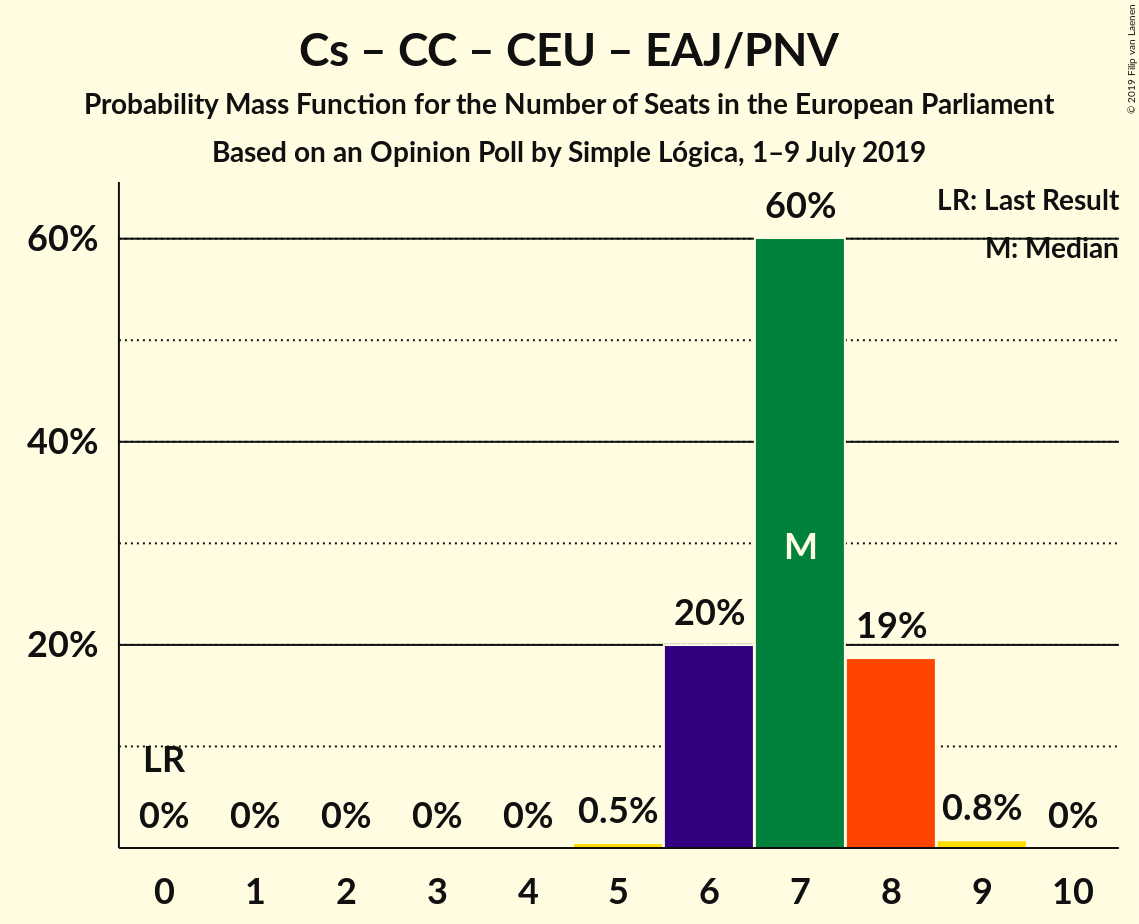 Cs – CC – CEU – EAJ/PNV
Probability Mass Function for the Number of Seats in the European Parliament
Based on an Opinion Poll by Simple Lógica, 1–9 July 2019
© 2019 Filip van Laenen
LR: Last Result
M: Median
60%
40%
20%
LR
0% 0% 0% 0% 0% 0.5% 20% 60% 19% 0.8% 0%
M
0 1 2 3 4 5 6 7 8 9 10